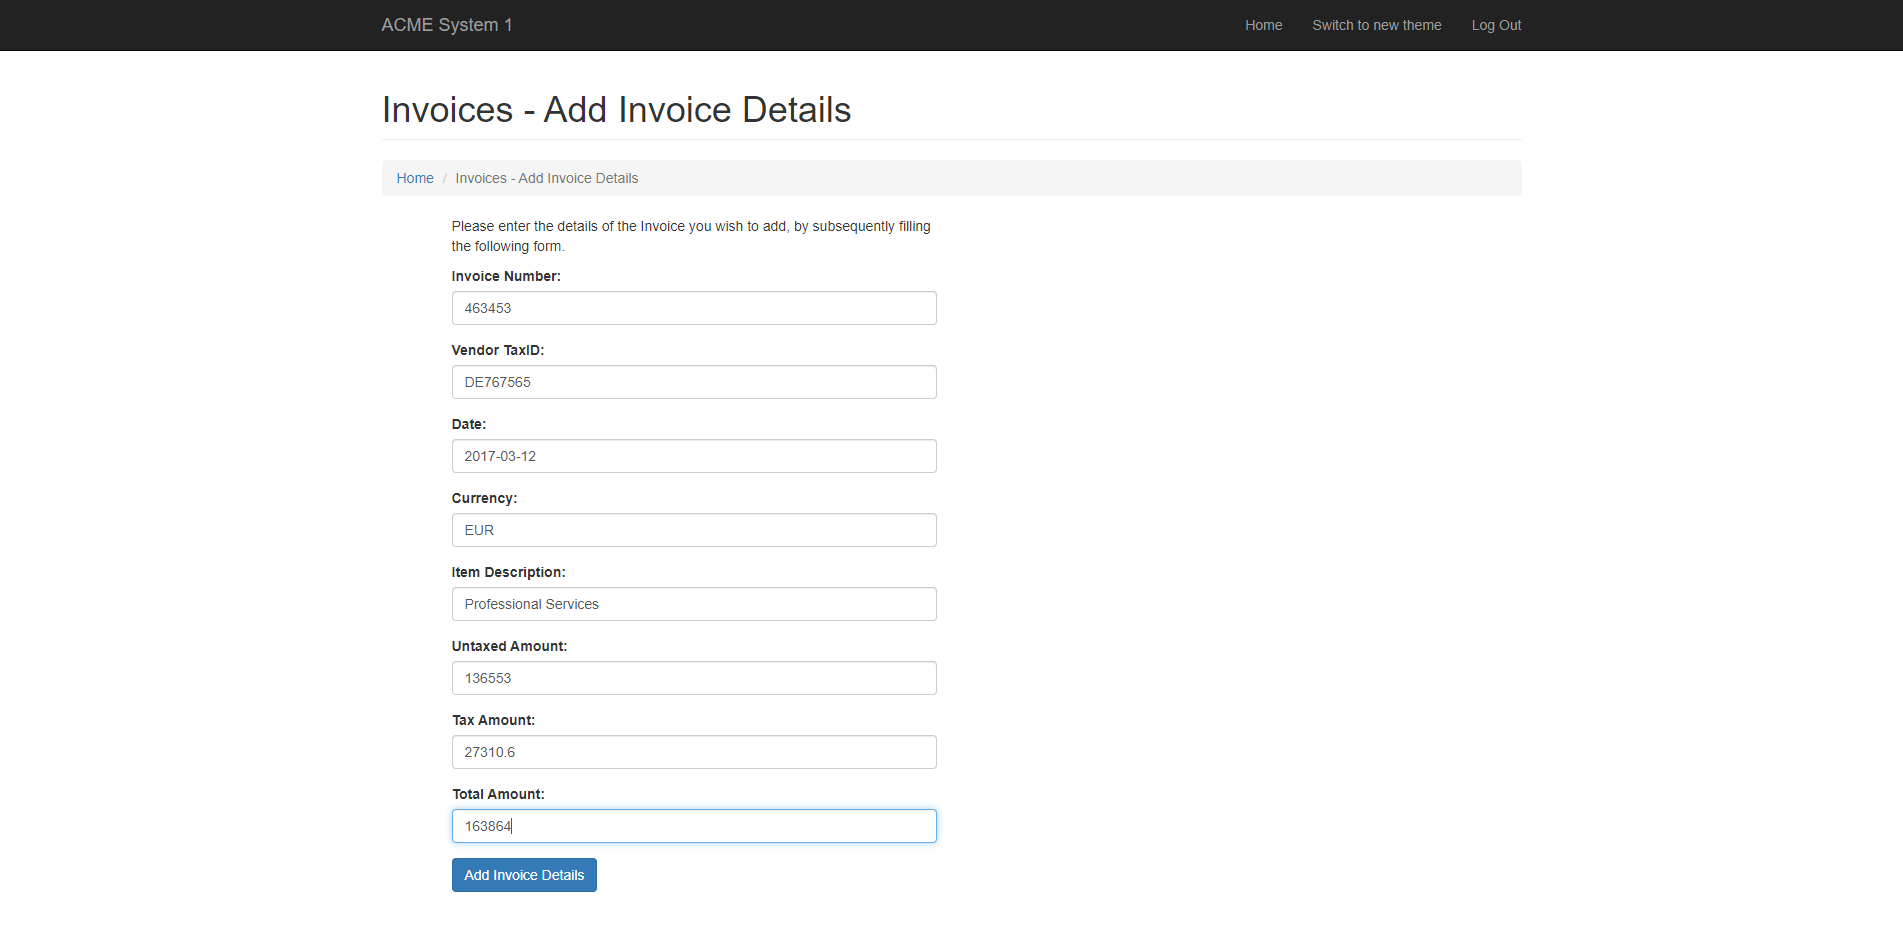 ACME System 1
Home
Switch to new theme
Log Out
Invoices - Add Invoice Details
Home / Invoices - Add Invoice Details
Please enter the details of the Invoice you wish to add, by subsequently filling
the following form.
Invoice Number:
463453
Vendor TaxID:
DE767565
Date:
2017-03-12
Currency:
EUR
Item Description:
Professional Services
Untaxed Amount:
136553
Tax Amount:
27310.6
Total Amount:
163864
Add Invoice Details